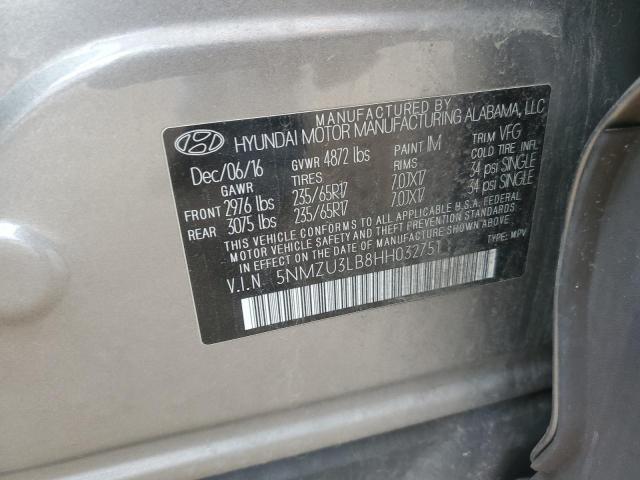 MANUFACTURED BY
HYUNDAI MOTOR MANUFACTURING ALABAMA, LLC
Dec/06/16 GVWR 4872 lbs PAINT 1M TRIM VFG
GAWR TIRES RIMS COLD TIRE INFL
FRONT 2976 lbs 235/65R17 7.0JX17 34 psi SINGLE
REAR 3075 lbs 235/65R17 7.0JX17 34 psi SINGLE
THIS VEHICLE CONFORMS TO ALL APPLICABLE U.S.A. FEDERAL
MOTOR VEHICLE SAFETY AND THEFT PREVENTION STANDARDS
IN EFFECT ON THE DATE OF MANUFACTURE SHOWN ABOVE
V.I.N. 5NMZU3LB8HH032751 TYPE: MPV